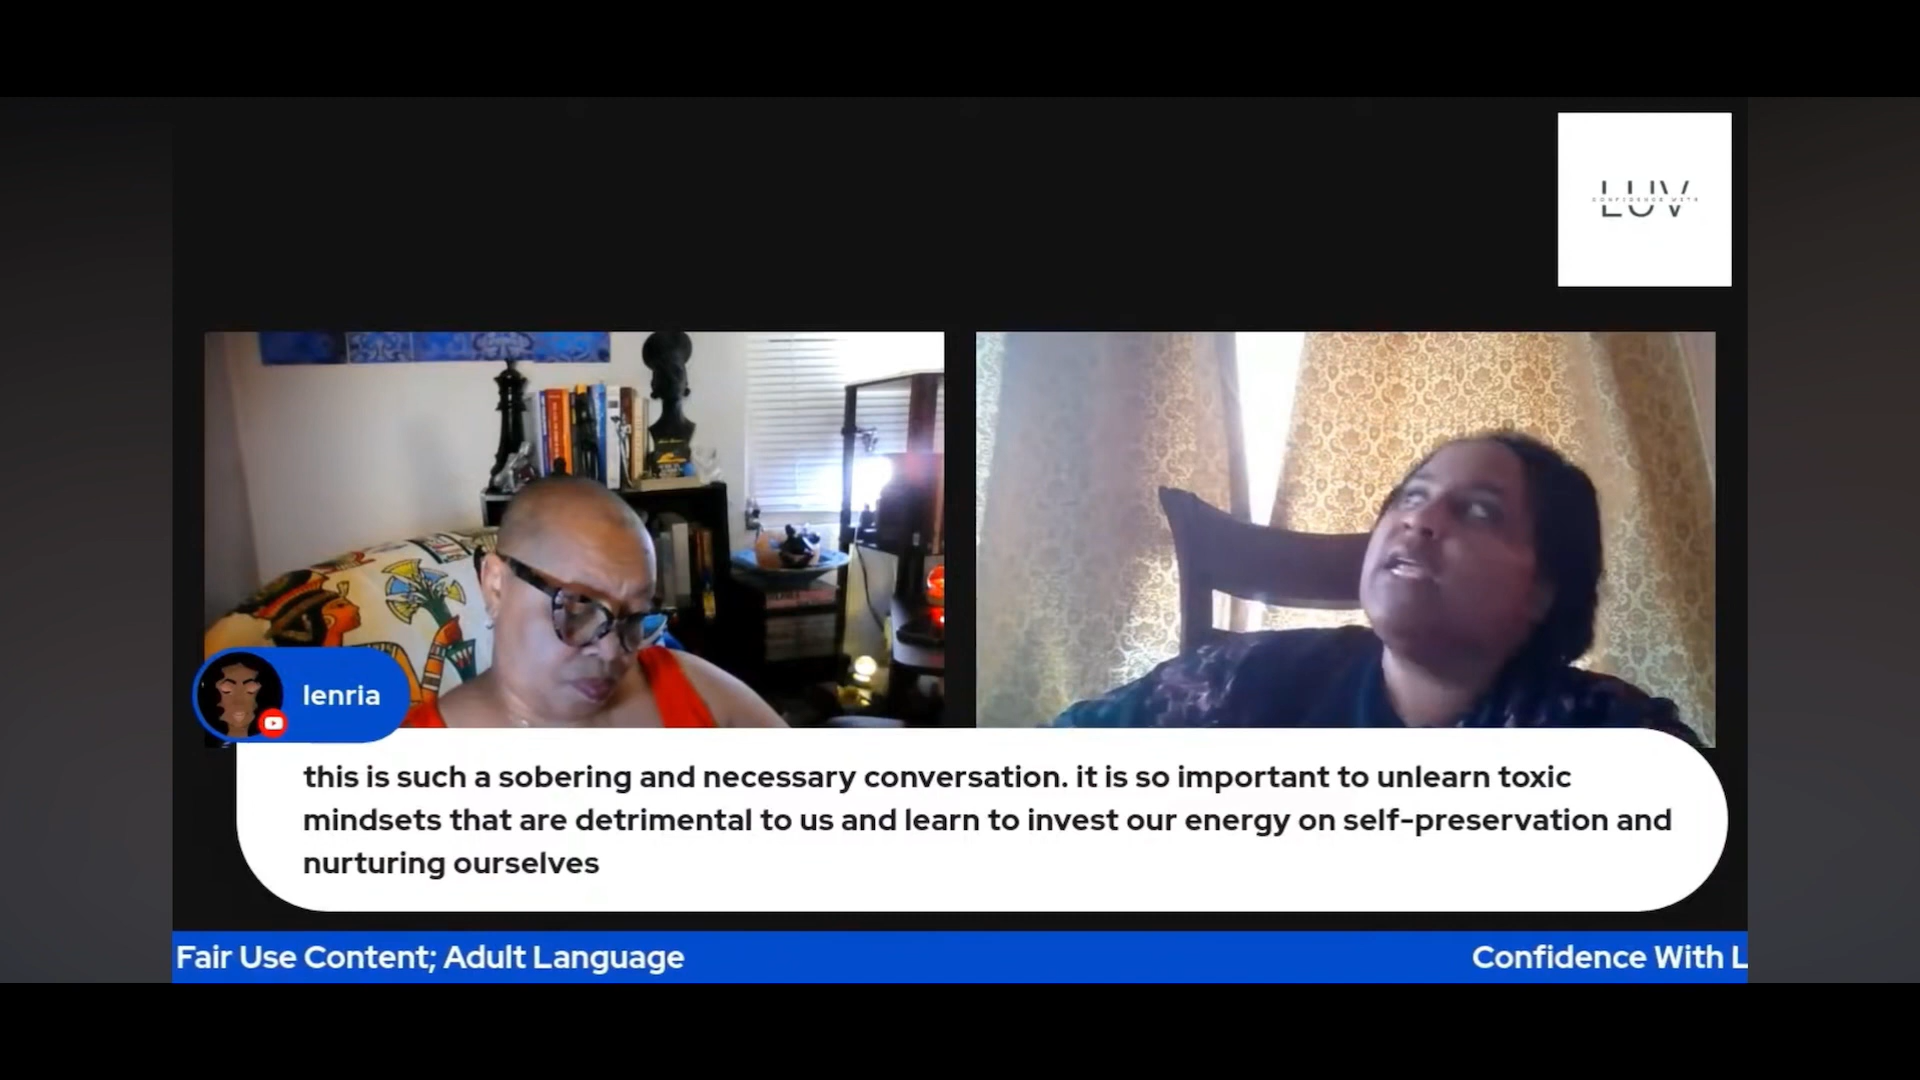 LUV
CONFIDENCE WITH
lenria
this is such a sobering and necessary conversation. it is so important to unlearn toxic
mindsets that are detrimental to us and learn to invest our energy on self-preservation and
nurturing ourselves
Fair Use Content; Adult Language
Confidence With L